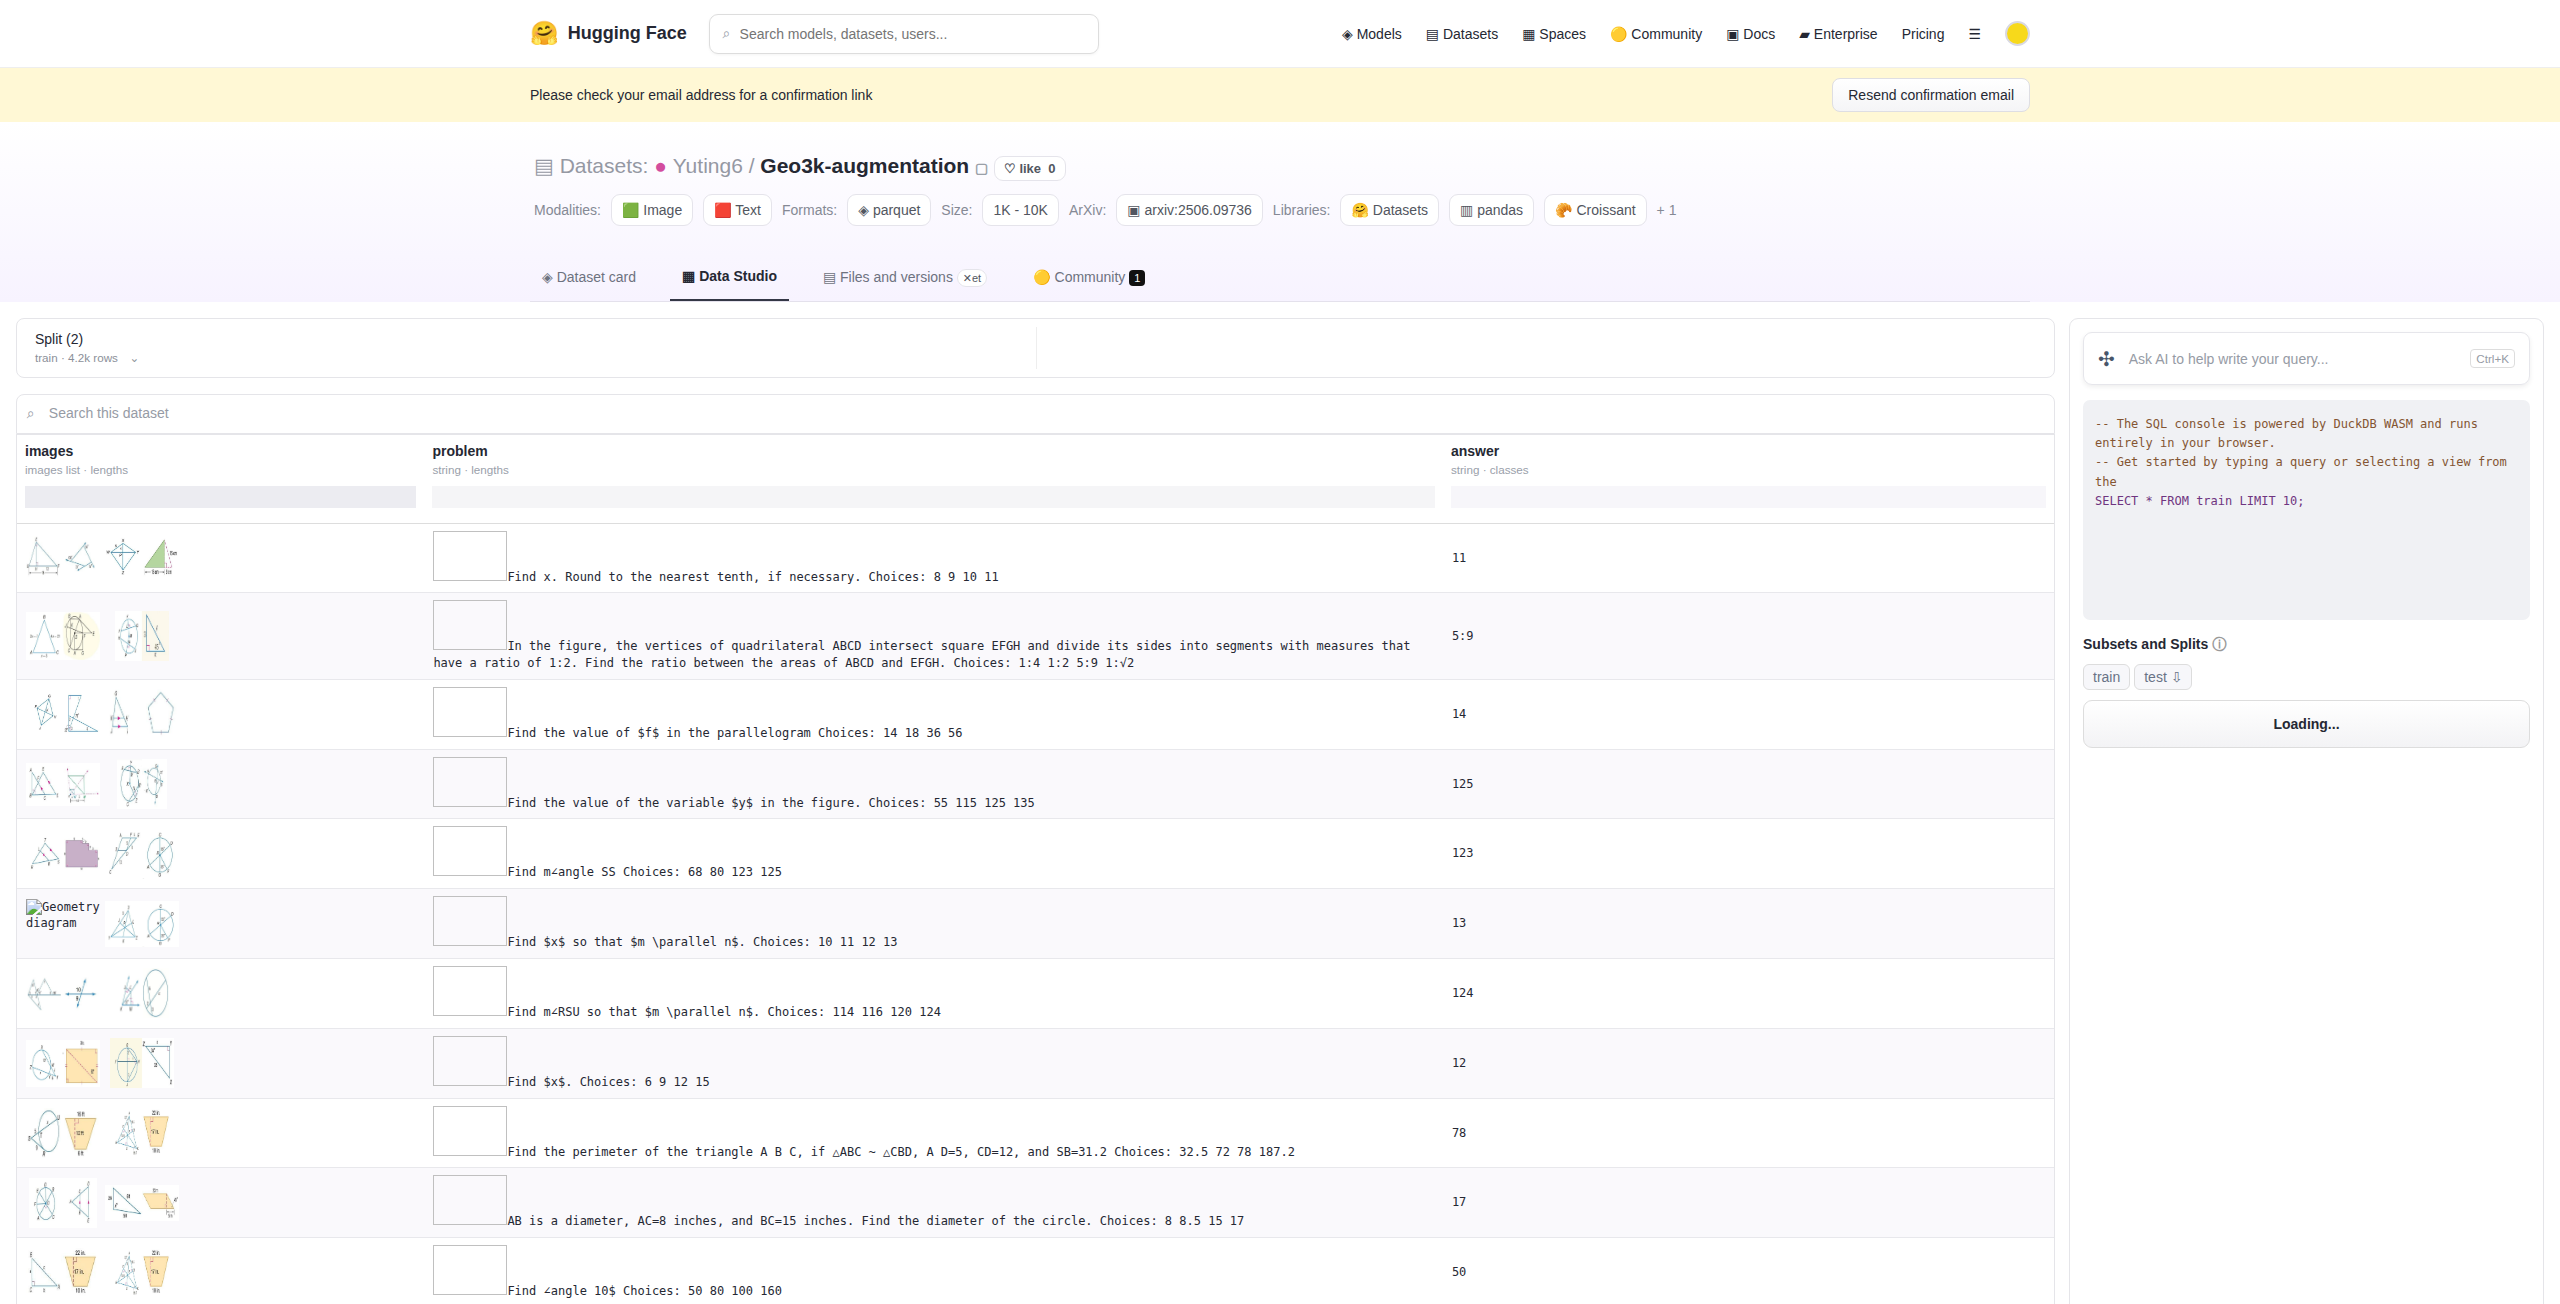 🤗 Hugging Face
Search models, datasets, users...
Models Datasets Spaces Community Docs Enterprise Pricing
Please check your email address for a confirmation link
Resend confirmation email
Datasets: Yuting6 / Geo3k-augmentation like 0
Modalities: Image Text Formats: parquet Size: 1K - 10K ArXiv: arxiv:2506.09736 Libraries: Datasets pandas Croissant + 1
Dataset card Data Studio Files and versions ✕et Community 1
Split (2)
train · 4.2k rows
Search this dataset
images problem answer
images list · lengths string · lengths string · classes
Find x. Round to the nearest tenth, if necessary. Choices: 8 9 10 11
11
In the figure, the vertices of quadrilateral ABCD intersect square EFGH and divide its sides into segments with measures that
have a ratio of 1:2. Find the ratio between the areas of ABCD and EFGH. Choices: 1:4 1:2 5:9 1:√2
5:9
Find the value of $f$ in the parallelogram Choices: 14 18 36 56
14
Find the value of the variable $y$ in the figure. Choices: 55 115 125 135
125
Find m∠angle SS Choices: 68 80 123 125
123
Geometry
diagram
Find $x$ so that $m \parallel n$. Choices: 10 11 12 13
13
Find m∠RSU so that $m \parallel n$. Choices: 114 116 120 124
124
Find $x$. Choices: 6 9 12 15
12
Find the perimeter of the triangle A B C, if △ABC ~ △CBD, A D=5, CD=12, and SB=31.2 Choices: 32.5 72 78 187.2
78
AB is a diameter, AC=8 inches, and BC=15 inches. Find the diameter of the circle. Choices: 8 8.5 15 17
17
Find ∠angle 10$ Choices: 50 80 100 160
50
Ask AI to help write your query...
Ctrl+K
-- The SQL console is powered by DuckDB WASM and runs
entirely in your browser.
-- Get started by typing a query or selecting a view from
the
SELECT * FROM train LIMIT 10;
Subsets and Splits ⓘ
train test ⇩
Loading...